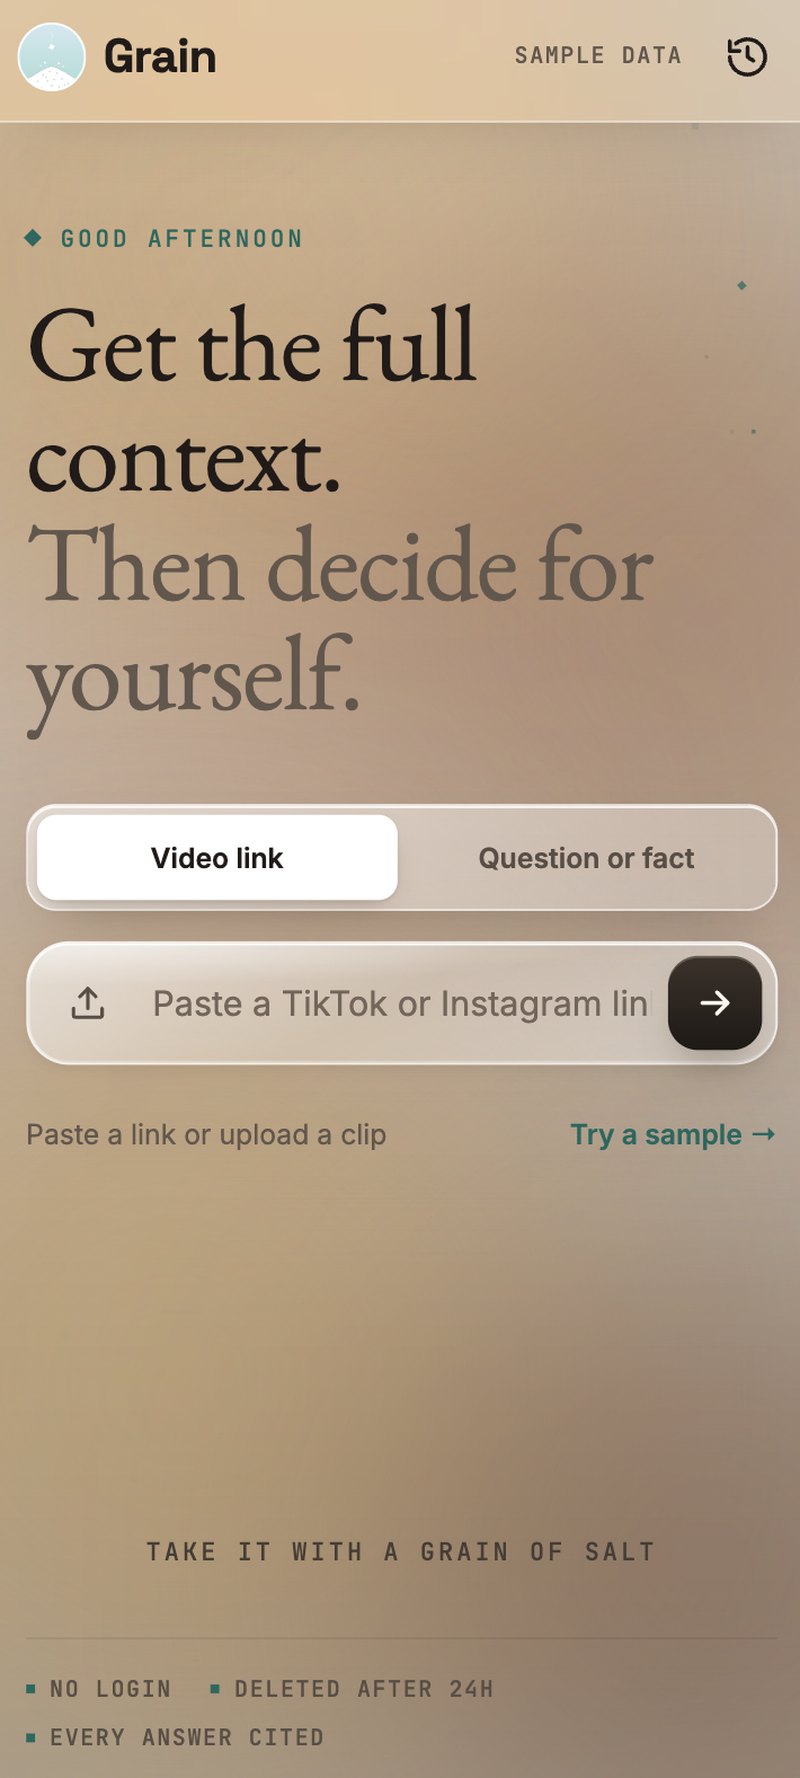 Grain
SAMPLE DATA
GOOD AFTERNOON
Get the full
context.
Then decide for
yourself.
Video link
Question or fact
Paste a TikTok or Instagram lin
Paste a link or upload a clip
Try a sample →
TAKE IT WITH A GRAIN OF SALT
NO LOGIN
DELETED AFTER 24H
EVERY ANSWER CITED